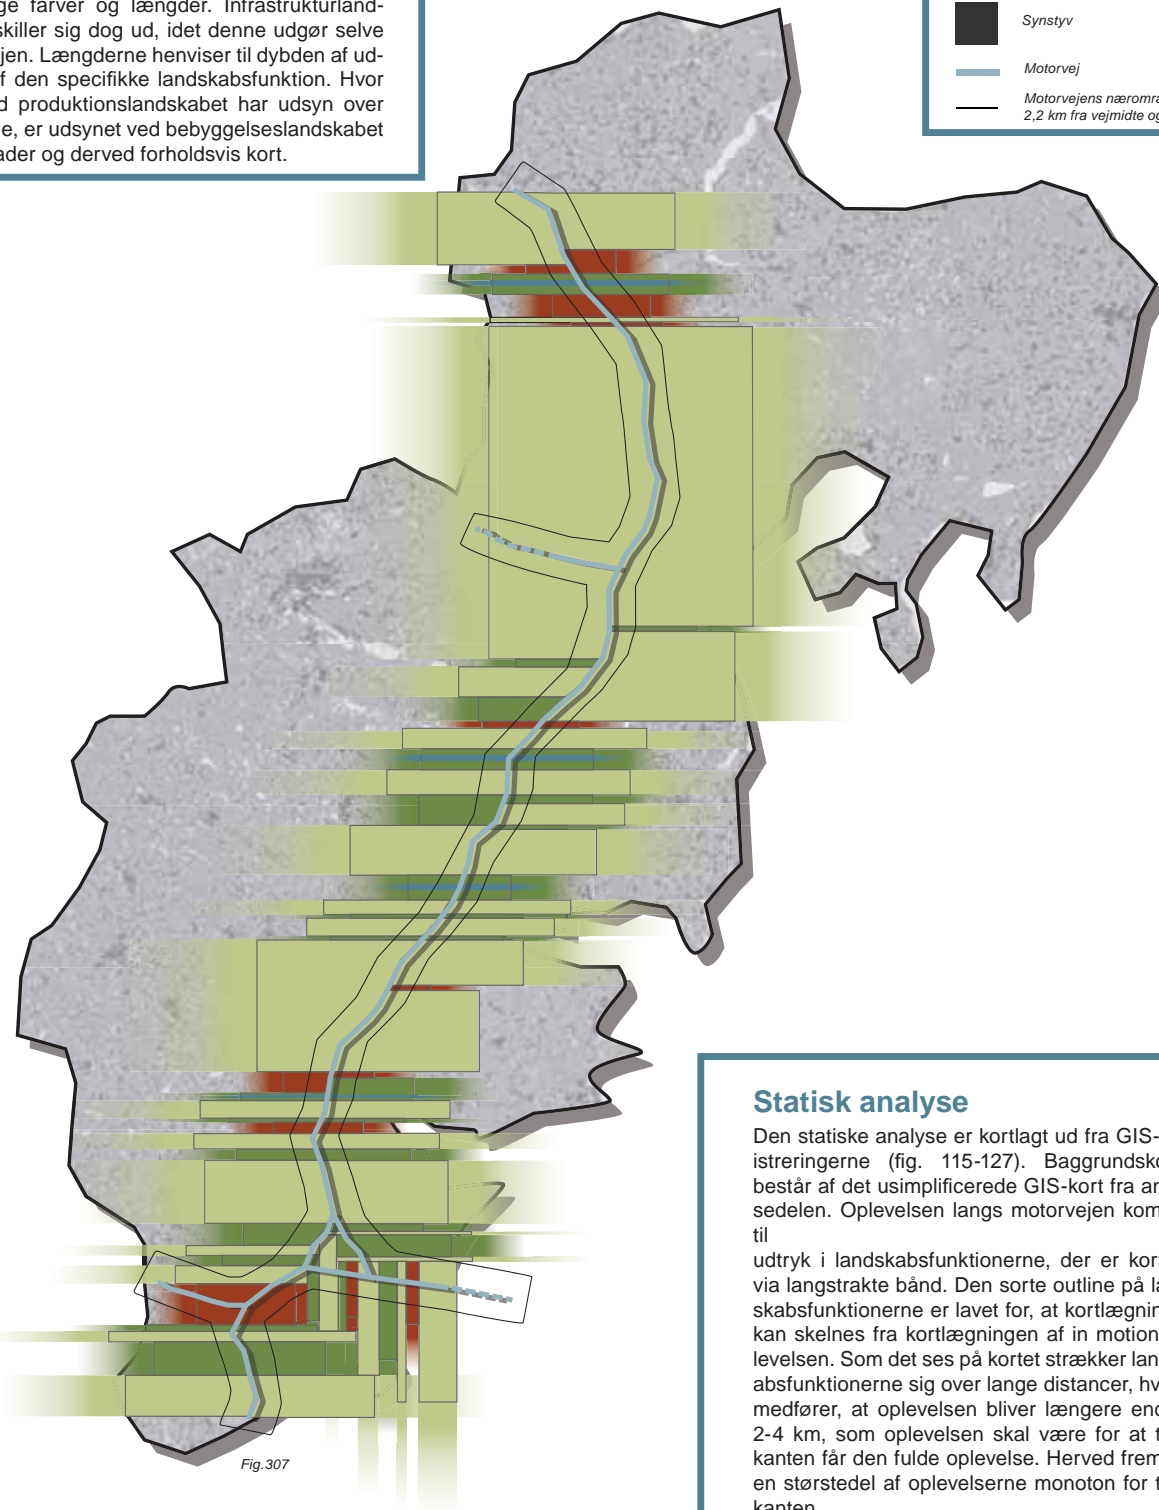 ge farver og længder. Infrastrukturland-
skiller sig dog ud, idet denne udgør selve
jen. Længderne henviser til dybden af ud-
f den specifikke landskabsfunktion. Hvor
d produktionslandskabet har udsyn over
e, er udsynet ved bebyggelseslandskabet
ader og derved forholdsvis kort.
Synstyv
Motorvej
Motorvejens nærområ
2,2 km fra vejmidte og
Fig.307
Statisk analyse
Den statiske analyse er kortlagt ud fra GIS-
istreringerne (fig. 115-127). Baggrundsko
består af det usimplificerede GIS-kort fra an
sedelen. Oplevelsen langs motorvejen kom
til
udtryk i landskabsfunktionerne, der er kort
via langstrakte bånd. Den sorte outline på la
skabsfunktionerne er lavet for, at kortlægnin
kan skelnes fra kortlægningen af in motion
levelsen. Som det ses på kortet strækker lan
absfunktionerne sig over lange distancer, hv
medfører, at oplevelsen bliver længere end
2-4 km, som oplevelsen skal være for at t
kanten får den fulde oplevelse. Herved frem
en størstedel af oplevelserne monoton for t
kanten.